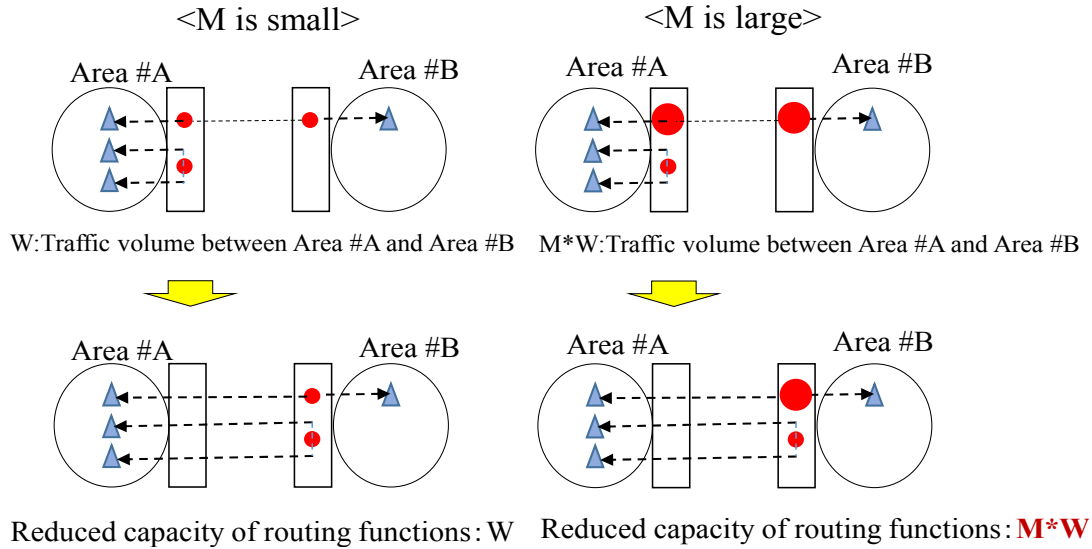 <M is small>
<M is large>
Area #A
Area #B
Area #A
Area #B
W:Traffic volume between Area #A and Area #B
M*W:Traffic volume between Area #A and Area #B
Area #A
Area #B
Area #A
Area #B
Reduced capacity of routing functions: W
Reduced capacity of routing functions: M*W